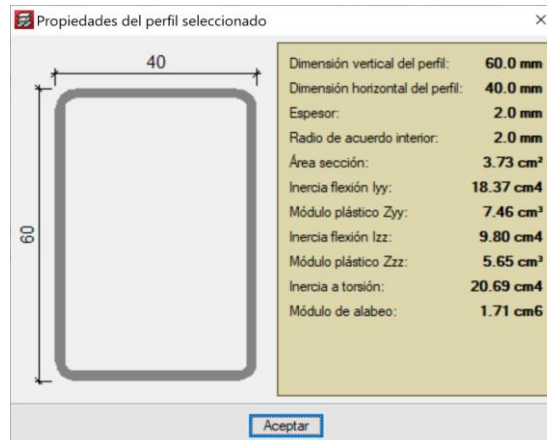 Propiedades del perfil seleccionado
40
60
Dimensión vertical del perfil: 60.0 mm
Dimensión horizontal del perfil: 40.0 mm
Espesor: 2.0 mm
Radio de acuerdo interior: 2.0 mm
Área sección: 3.73 cm²
Inercia flexión Iyy: 18.37 cm4
Módulo plástico Zyy: 7.46 cm³
Inercia flexión Izz: 9.80 cm4
Módulo plástico Zzz: 5.65 cm³
Inercia a torsión: 20.69 cm4
Módulo de alabeo: 1.71 cm6
Aceptar